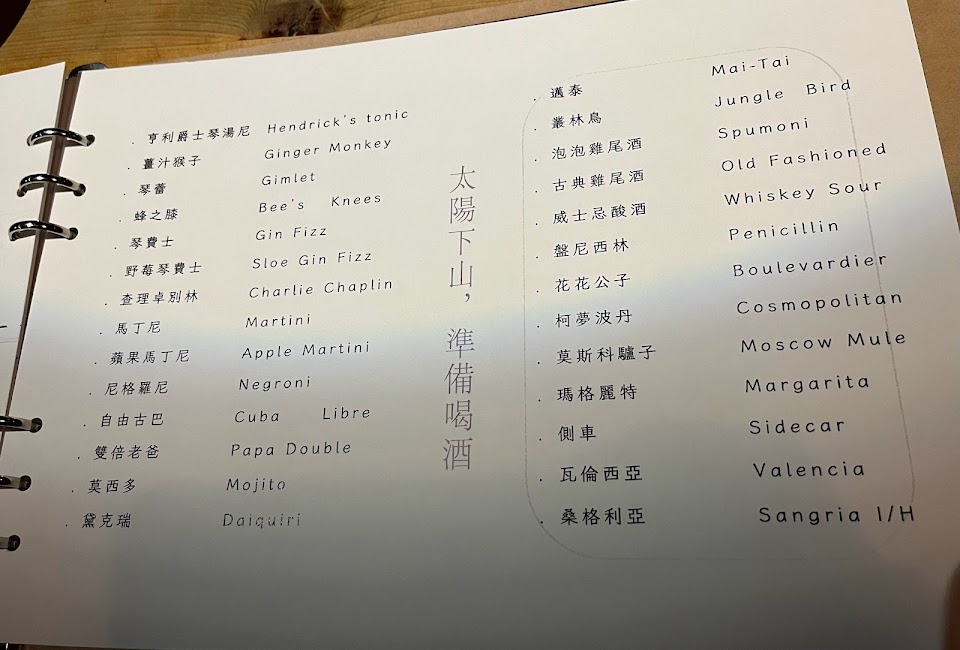 . 亨利爵士琴湯尼 Hendrick's tonic
. 薑汁猴子 Ginger Monkey
. 琴蕾 Gimlet
. 蜂之膝 Bee's Knees
. 琴費士 Gin Fizz
. 野莓琴費士 Sloe Gin Fizz
. 查理卓別林 Charlie Chaplin
. 馬丁尼 Martini
. 蘋果馬丁尼 Apple Martini
. 尼格羅尼 Negroni
. 自由古巴 Cuba Libre
. 雙倍老爸 Papa Double
. 莫西多 Mojito
. 黛克瑞 Daiquiri
太陽下山，準備喝酒
. 邁泰 Mai-Tai
. 叢林鳥 Jungle Bird
. 泡泡雞尾酒 Spumoni
. 古典雞尾酒 Old Fashioned
. 威士忌酸酒 Whiskey Sour
. 盤尼西林 Penicillin
. 花花公子 Boulevardier
. 柯夢波丹 Cosmopolitan
. 莫斯科驢子 Moscow Mule
. 瑪格麗特 Margarita
. 側車 Sidecar
. 瓦倫西亞 Valencia
. 桑格利亞 Sangria I/H